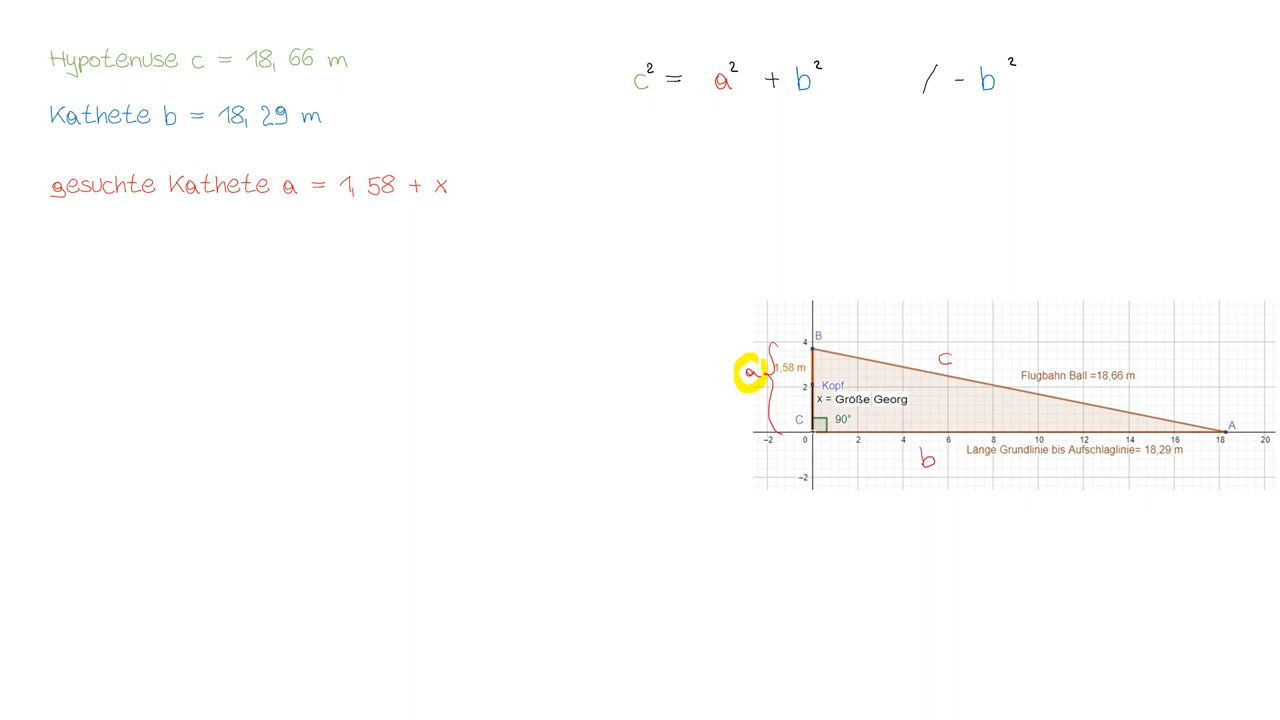 Hypotenuse c = 18,66 m
c² = a² + b² / - b²
Kathete b = 18,29 m
gesuchte Kathete a = 1,58 + x
B
4
c
a
1,58 m
Flugbahn Ball =18,66 m
2
Kopf
x = Größe Georg
C
90°
A
−2 0 2 4 6 8 10 12 14 16 18 20
b
Länge Grundlinie bis Aufschlaglinie= 18,29 m
−2